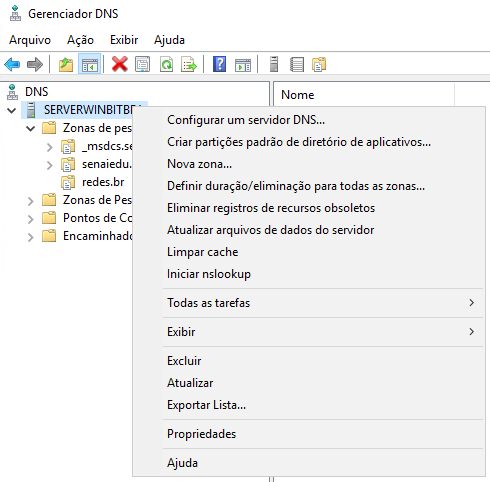 Gerenciador DNS
Arquivo Ação Exibir Ajuda
DNS
Nome
SERVERWINBITBR
Zonas de pes
_msdcs.se
senaiedu.
redes.br
Zonas de Pes
Pontos de Co
Encaminhado
Configurar um servidor DNS...
Criar partições padrão de diretório de aplicativos...
Nova zona...
Definir duração/eliminação para todas as zonas...
Eliminar registros de recursos obsoletos
Atualizar arquivos de dados do servidor
Limpar cache
Iniciar nslookup
Todas as tarefas
Exibir
Excluir
Atualizar
Exportar Lista...
Propriedades
Ajuda